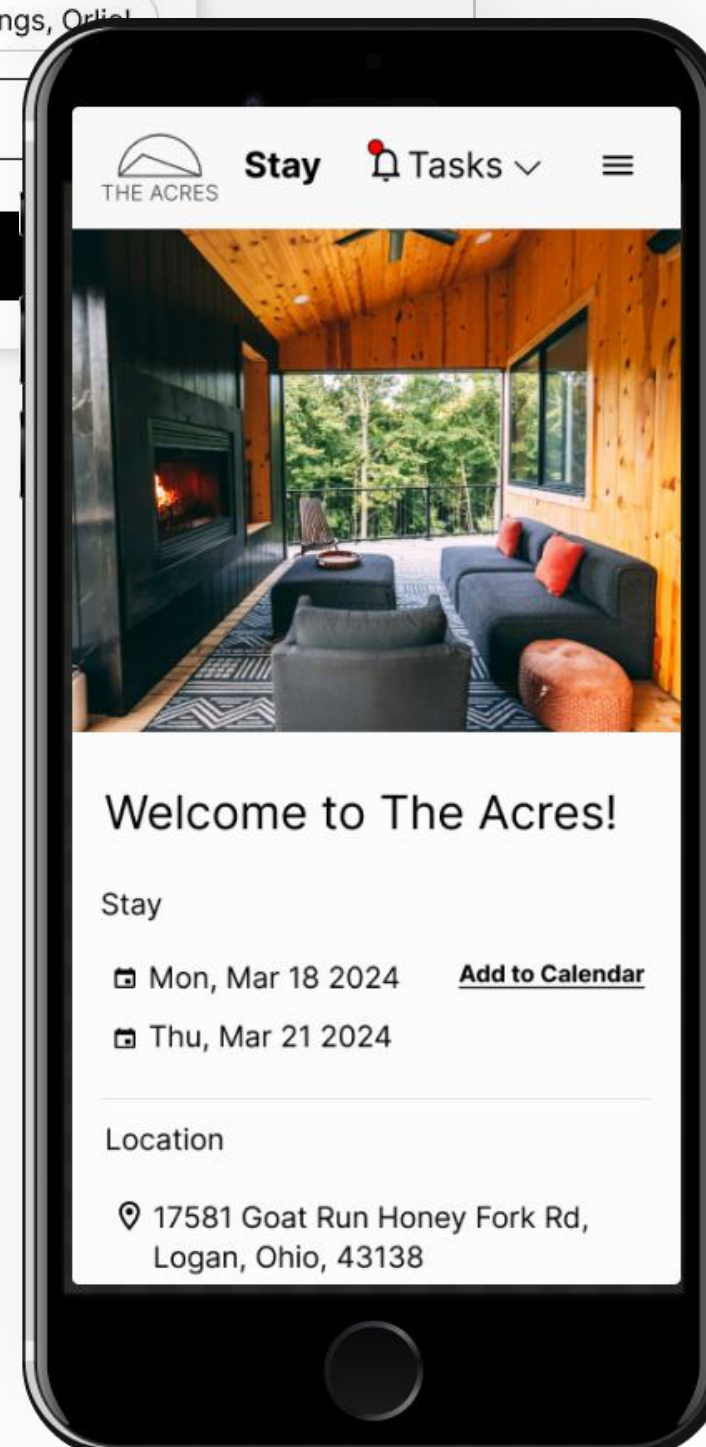 THE ACRES
Stay
Tasks
Welcome to The Acres!
Stay
Mon, Mar 18 2024
Add to Calendar
Thu, Mar 21 2024
Location
17581 Goat Run Honey Fork Rd,
Logan, Ohio, 43138